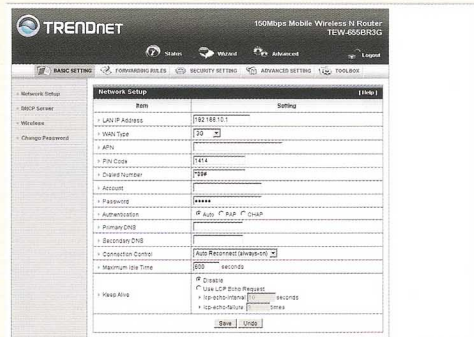 TRENDNET
150Mbps Mobile Wireless N Router
TEW-655BR3G
Status Wizard Advanced Logout
BASIC SETTING FORWARDING RULES SECURITY SETTING ADVANCED SETTING TOOLBOX
Network Setup
DHCP Server
Wireless
Change Password
Network Setup [Help]
Item Setting
LAN IP Address 192.168.10.1
WAN Type 3G
APN
PIN Code 1414
Dialed Number
Account
Password •••••
Authentication Auto PAP CHAP
Primary DNS
Secondary DNS
Connection Control Auto Reconnect (always-on)
Maximum Idle Time 600 seconds
Keep Alive
Disable
Use LCP Echo Request
lcp-echo-interval 10 seconds
lcp-echo-failure times
Save Undo